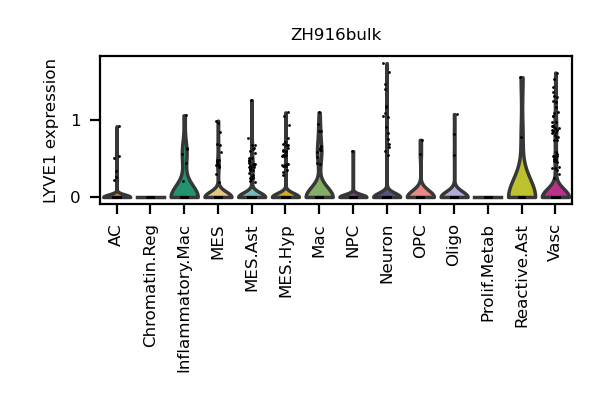 ZH916bulk
LYVE1 expression
1
0
AC
Chromatin.Reg
Inflammatory.Mac
MES
MES.Ast
MES.Hyp
Mac
NPC
Neuron
OPC
Oligo
Prolif.Metab
Reactive.Ast
Vasc